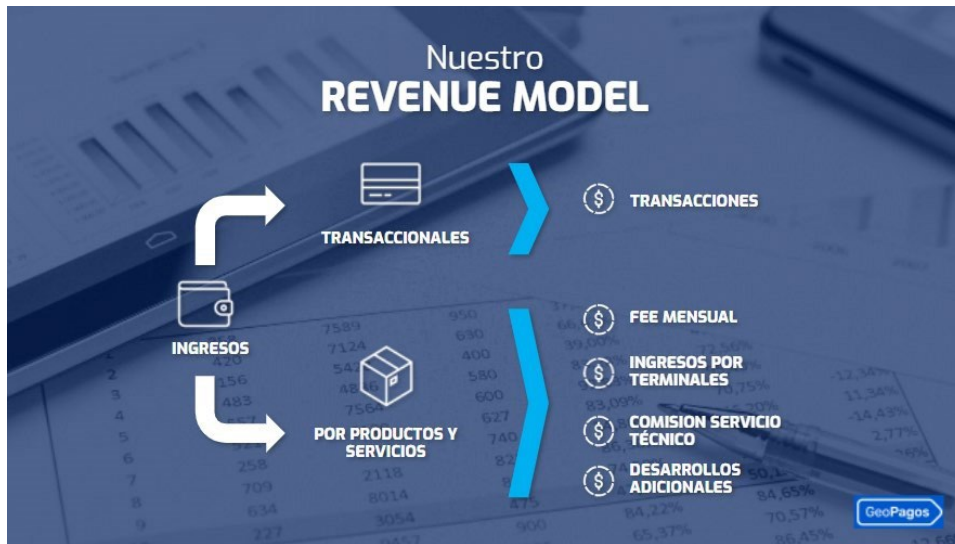 Nuestro
REVENUE MODEL
TRANSACCIONALES
TRANSACCIONES
INGRESOS
POR PRODUCTOS Y
SERVICIOS
FEE MENSUAL
INGRESOS POR
TERMINALES
COMISION SERVICIO
TÉCNICO
DESARROLLOS
ADICIONALES
GeoPagos